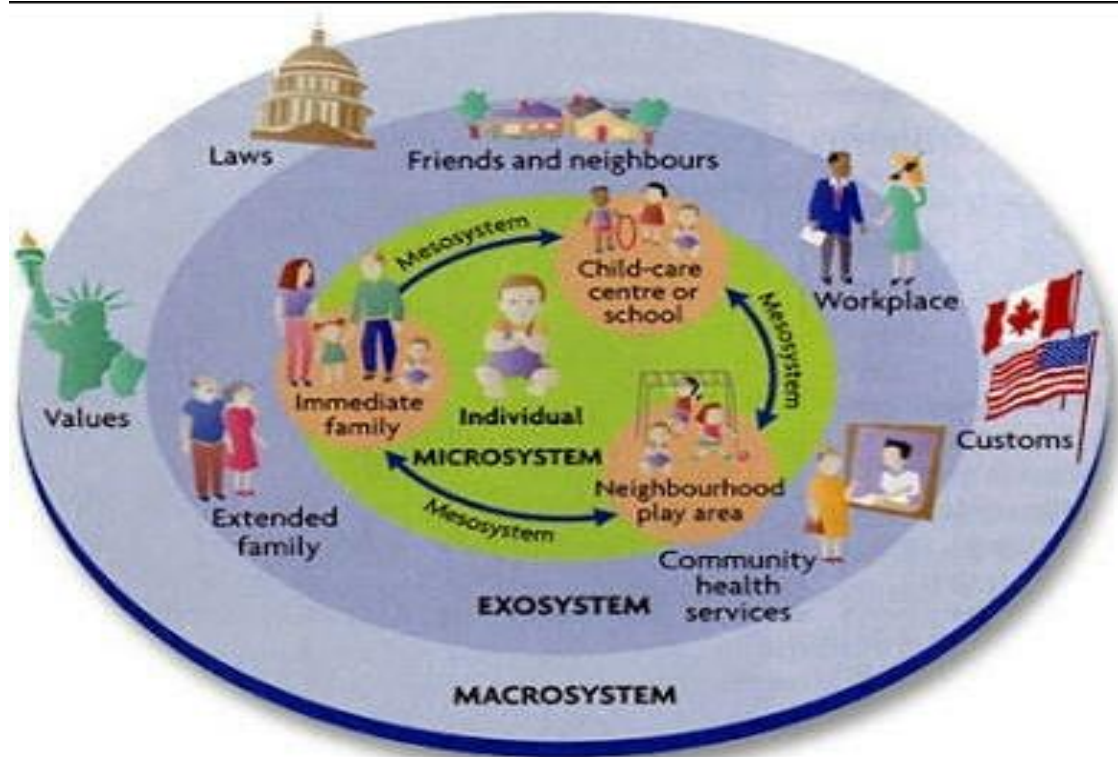 Laws
Friends and neighbours
Mesosystem
Child-care
centre or
school
Workplace
Mesosystem
Values
Immediate
family
Individual
Customs
MICROSYSTEM
Neighbourhood
play area
Mesosystem
Extended
family
Community
health
services
EXOSYSTEM
MACROSYSTEM